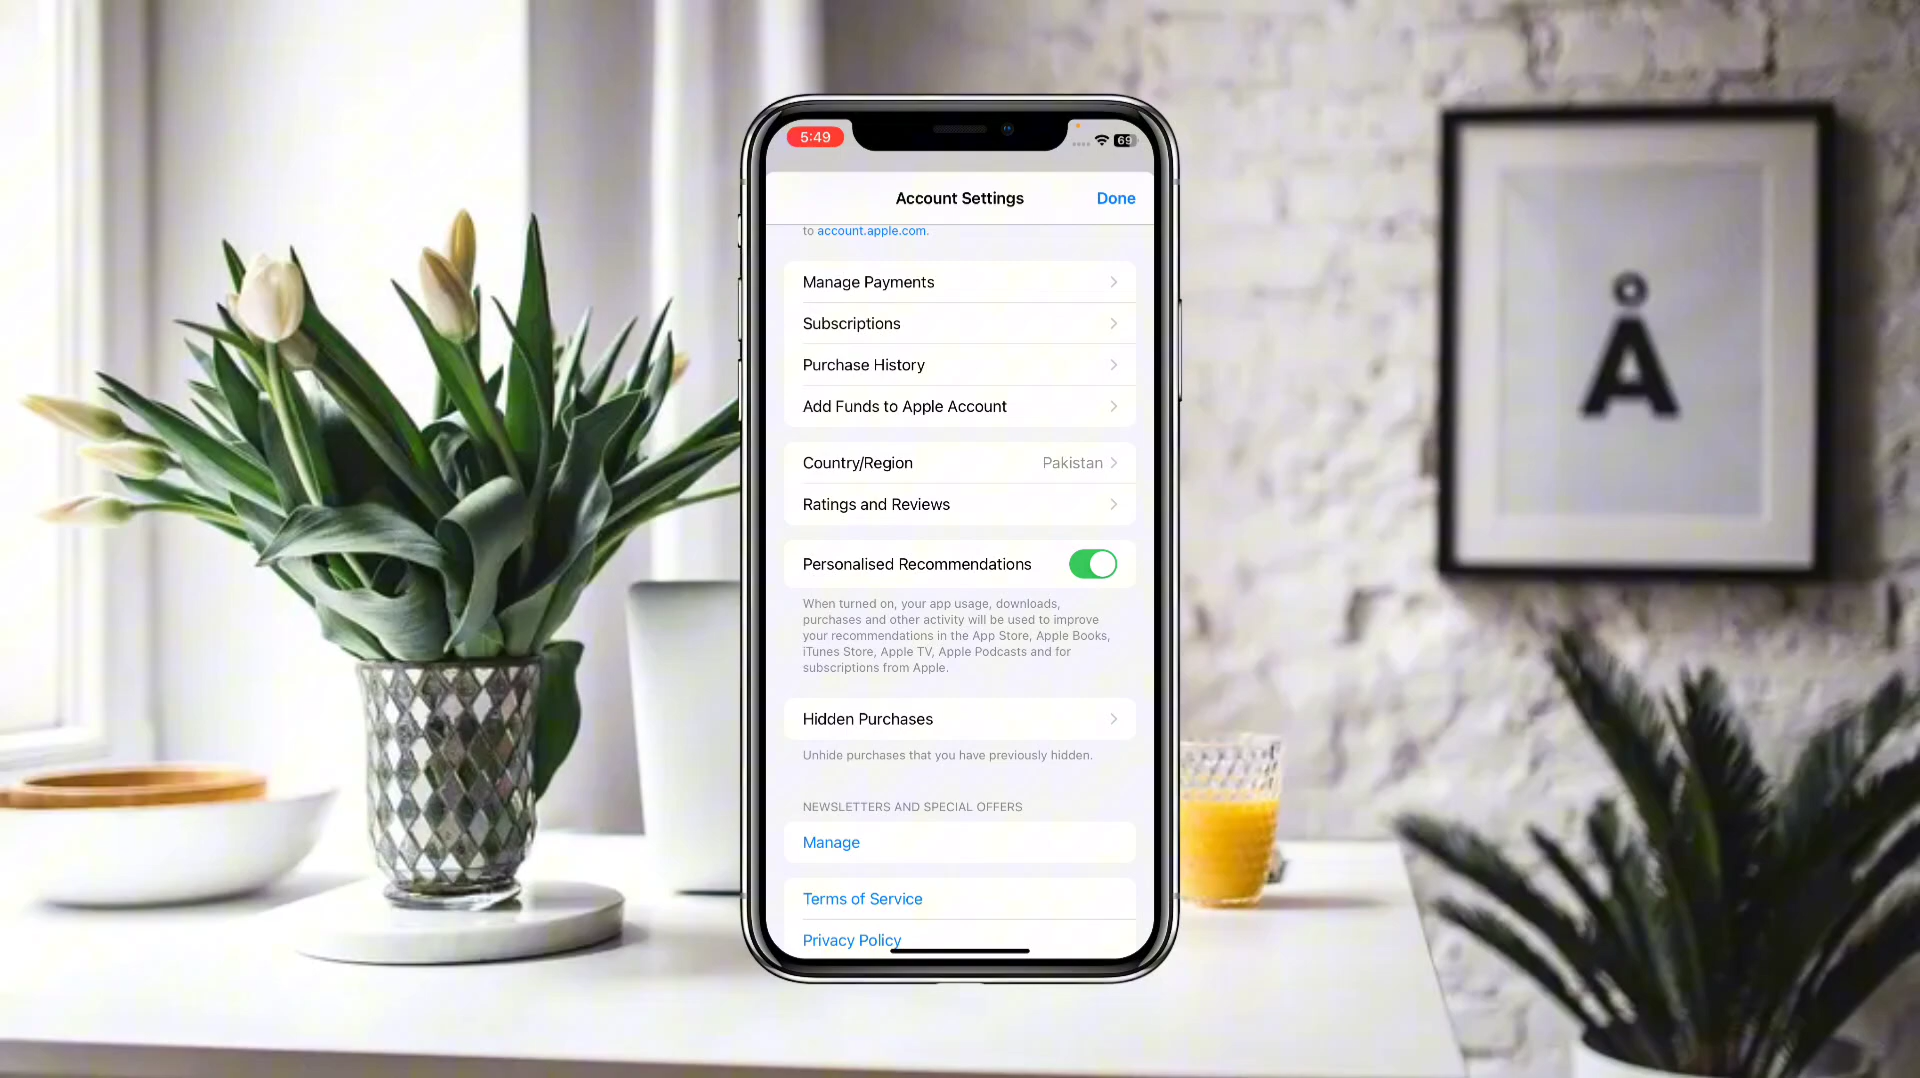 5:49
69
Account Settings
Done
to account.apple.com.
Manage Payments
Subscriptions
Purchase History
Add Funds to Apple Account
Country/Region
Pakistan
Ratings and Reviews
Personalised Recommendations
When turned on, your app usage, downloads,
purchases and other activity will be used to improve
your recommendations in the App Store, Apple Books,
iTunes Store, Apple TV, Apple Podcasts and for
subscriptions from Apple.
Hidden Purchases
Unhide purchases that you have previously hidden.
NEWSLETTERS AND SPECIAL OFFERS
Manage
Terms of Service
Privacy Policy
Å